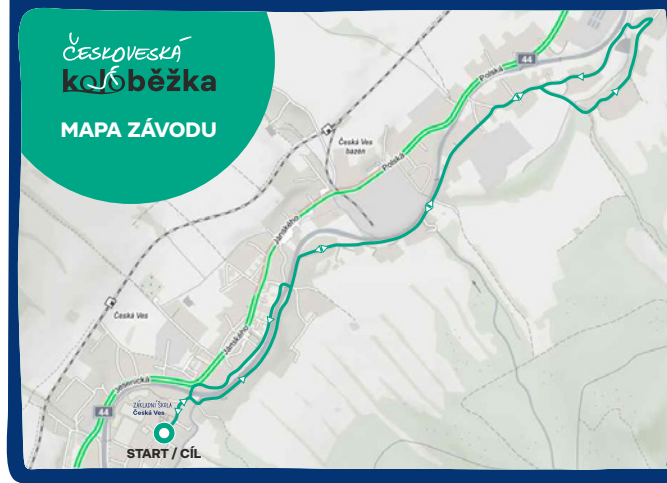 ČESKOVESKÁ
koloběžka
MAPA ZÁVODU
44
Polská
Česká Ves
bazén
Polská
Jánského
Česká Ves
Jánského
Jesenická
ZÁKLADNÍ ŠKOLA
Česká Ves
44
START / CÍL